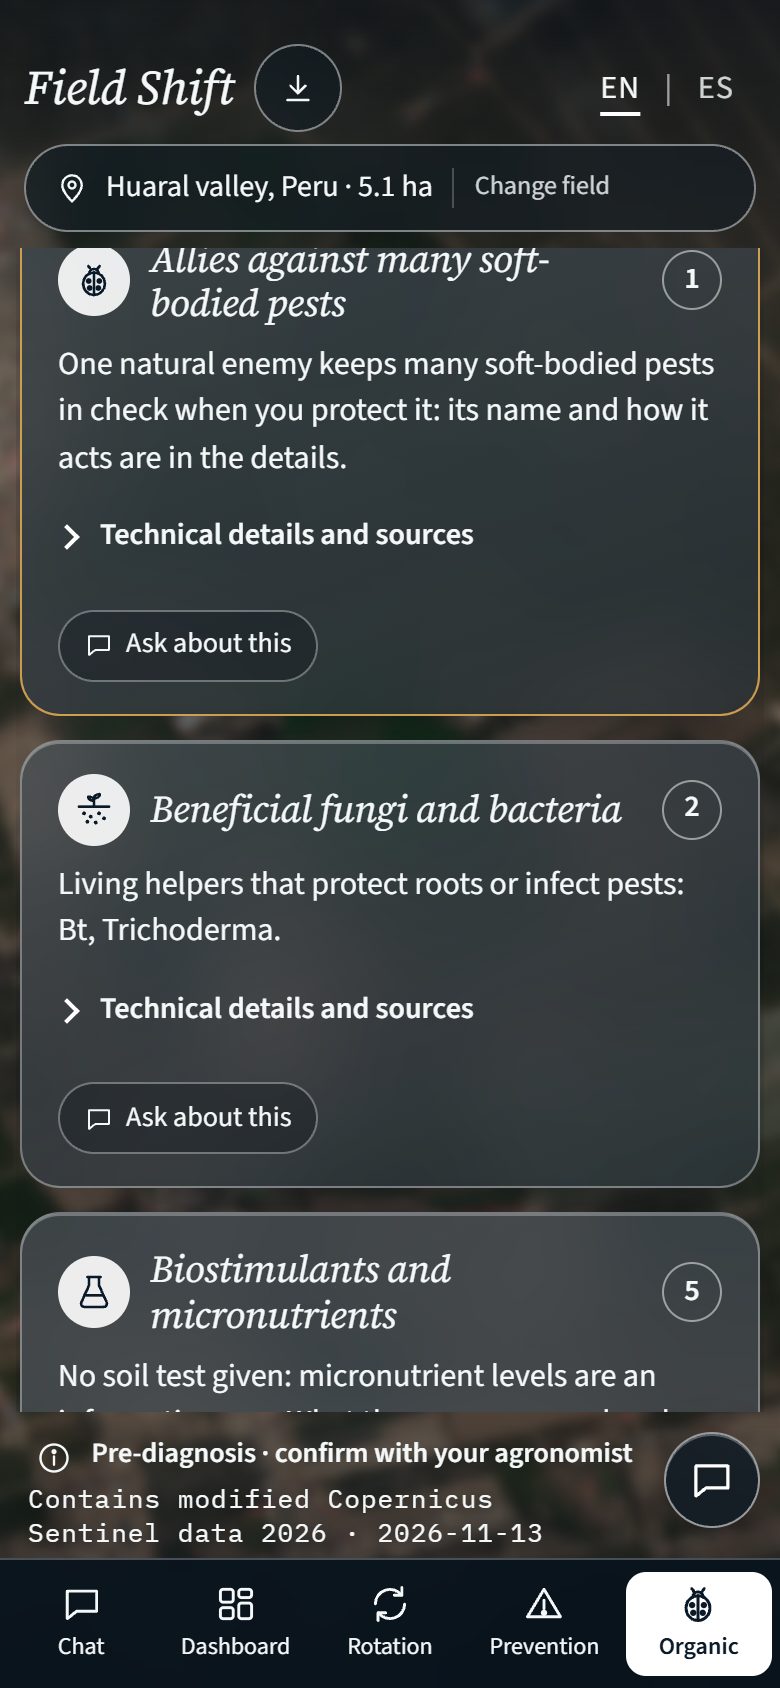 Field Shift
EN | ES
Huaral valley, Peru · 5.1 ha | Change field
Allies against many soft-
bodied pests
1
One natural enemy keeps many soft-bodied pests
in check when you protect it: its name and how it
acts are in the details.
Technical details and sources
Ask about this
Beneficial fungi and bacteria
2
Living helpers that protect roots or infect pests:
Bt, Trichoderma.
Technical details and sources
Ask about this
Biostimulants and
micronutrients
5
No soil test given: micronutrient levels are an
Pre-diagnosis · confirm with your agronomist
Contains modified Copernicus
Sentinel data 2026 · 2026-11-13
Chat
Dashboard
Rotation
Prevention
Organic